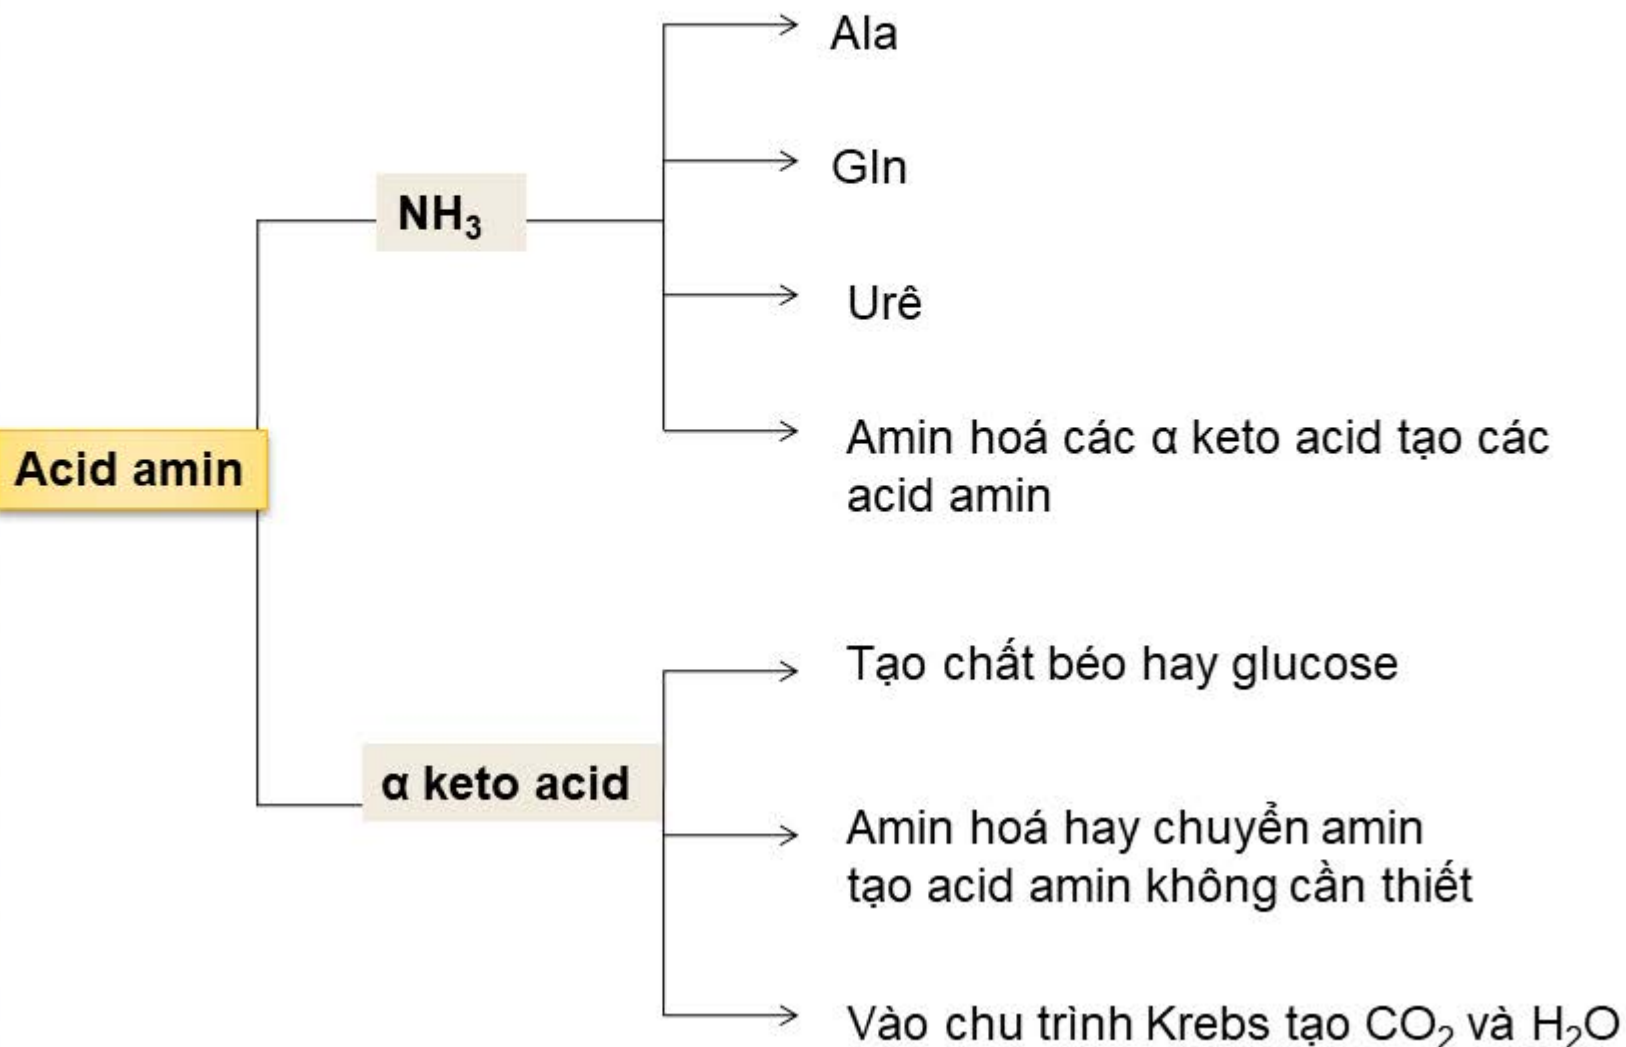 Ala
Gln
NH₃
Urê
Amin hoá các α keto acid tạo các
acid amin
Acid amin
Tạo chất béo hay glucose
α keto acid
Amin hoá hay chuyển amin
tạo acid amin không cần thiết
Vào chu trình Krebs tạo CO₂ và H₂O